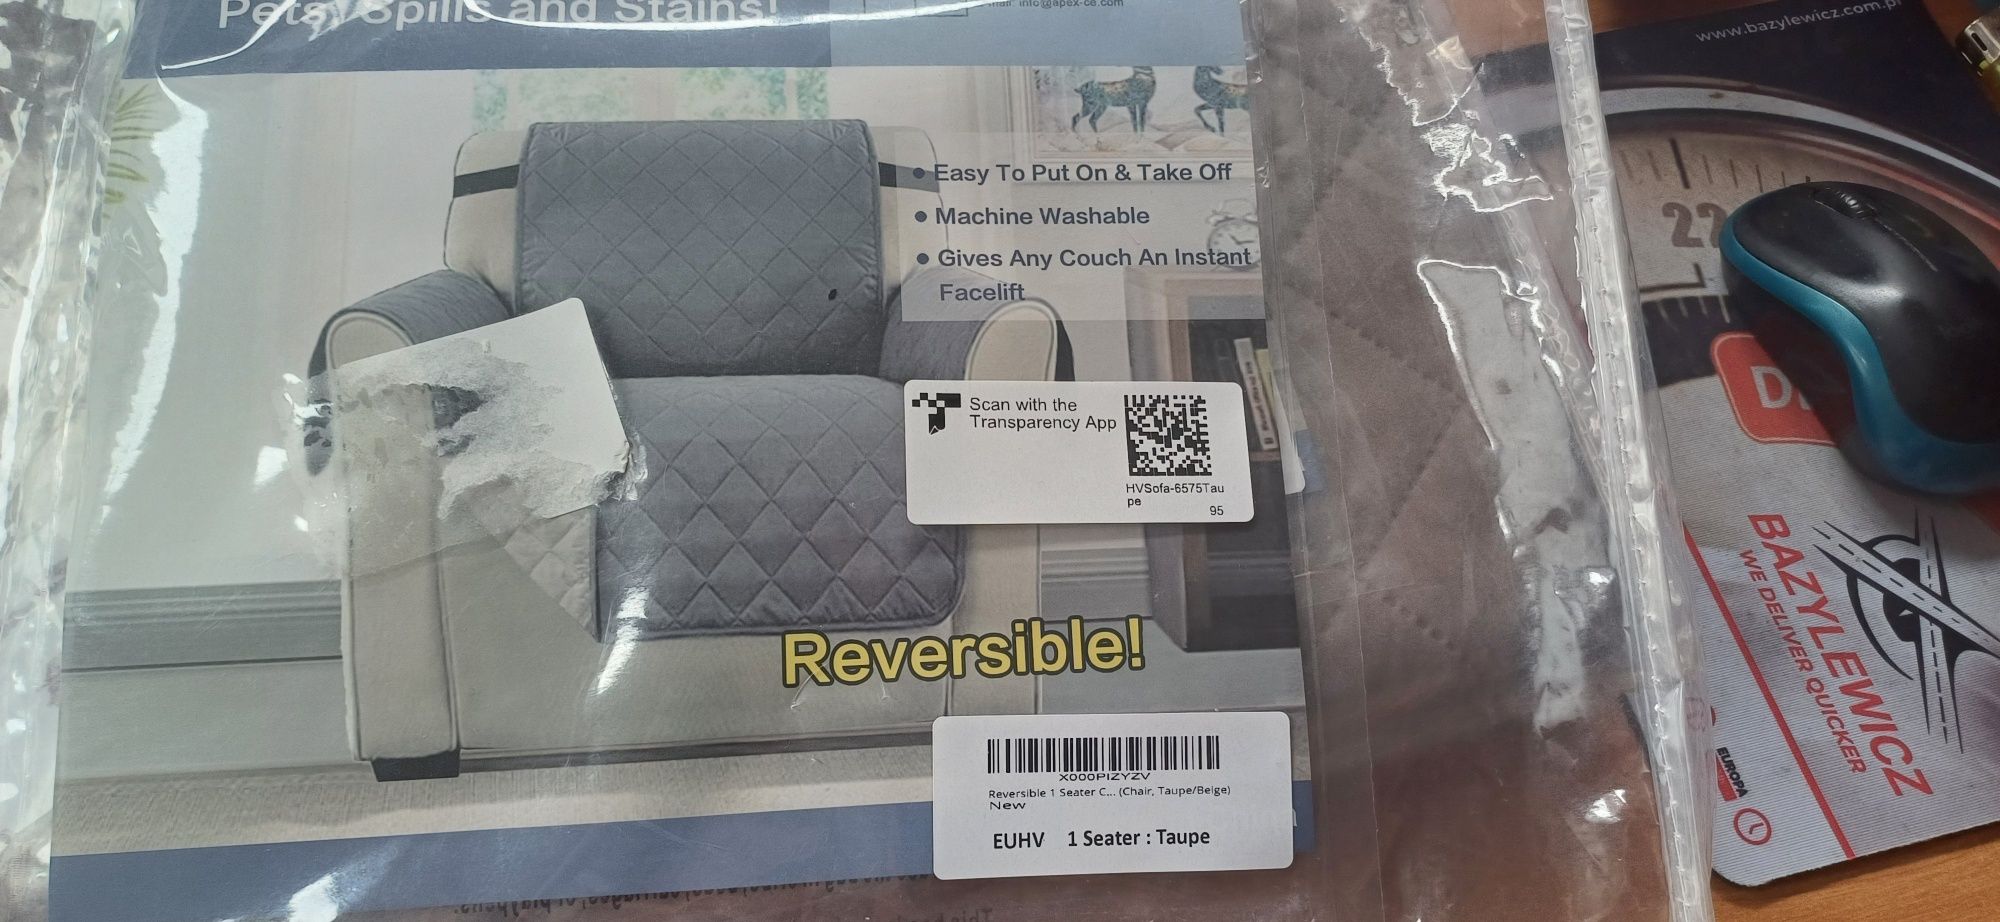 Pets, Spills and Stains!
mail: info@apex-ce.com
• Easy To Put On & Take Off
• Machine Washable
• Gives Any Couch An Instant
Facelift
Scan with the
Transparency App
HVSofa-6575Tau
pe
95
Reversible!
X000PIZYZV
Reversible 1 Seater C... (Chair, Taupe/Beige)
New
EUHV 1 Seater : Taupe
www.bazylewicz.com.pl
22
BAZYLEWICZ
WE DELIVER QUICKER
EUROPA